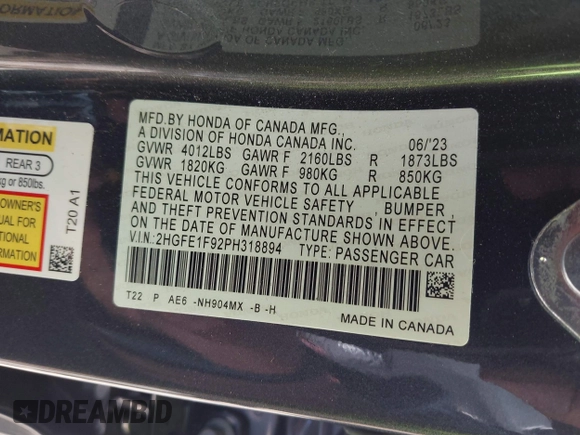 MFD.BY HONDA OF CANADA MFG.,
A DIVISION OF HONDA CANADA INC. 06/'23
GVWR 4012LBS GAWR F 2160LBS R 1873LBS
GVWR 1820KG GAWR F 980KG R 850KG
THIS VEHICLE CONFORMS TO ALL APPLICABLE
FEDERAL MOTOR VEHICLE SAFETY , BUMPER ,
AND THEFT PREVENTION STANDARDS IN EFFECT
ON THE DATE OF MANUFACTURE SHOWN ABOVE.
V.I.N.: 2HGFE1F92PH318894 TYPE: PASSENGER CAR
T22 P AE6 -NH904MX -B -H
MADE IN CANADA
REAR 3
kg or 850lbs.
OWNER'S
UAL FOR
T20 A1
DREAMBID